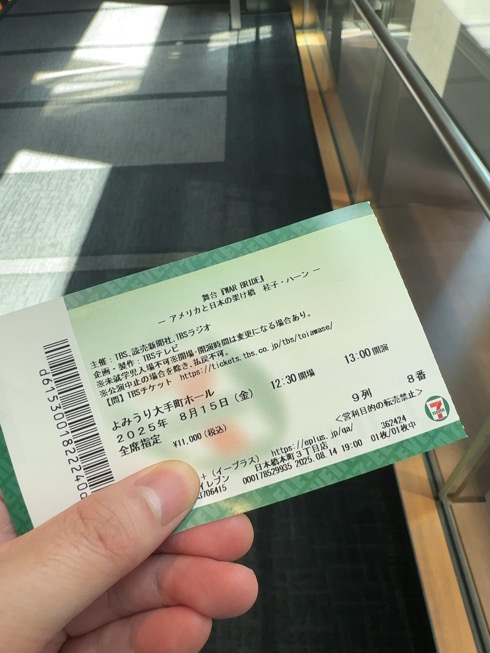 舞台『WAR BRIDE』
― アメリカと日本の架け橋 桂子・ハーン ―
主催：TBS、読売新聞社、TBSラジオ
企画・製作：TBSテレビ
※未就学児入場不可※開場・開演時間は変更になる場合あり。
※公演中止の場合を除き、払戻不可。
【問】TBSチケット https://tickets.tbs.co.jp/tbs/toiawase/
よみうり大手町ホール 12:30 開場 13:00 開演
2025年 8月15日（金）
全席指定 ¥11,000（税込） 9列 8番
＜営利目的の転売禁止＞
+（イープラス） https://eplus.jp/qa/ 362424
イレブン 日本橋本町3丁目店 01枚/01枚中
3706415 000178529935 2025.08.14 19:00
d6153001822240d